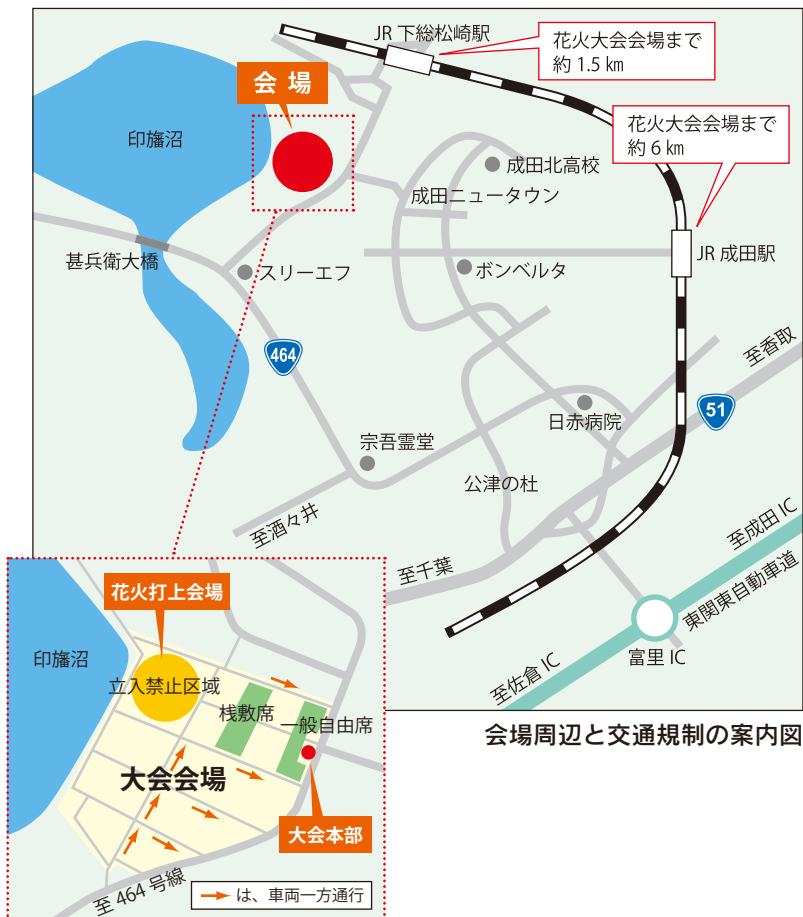 JR 下総松崎駅
花火大会会場まで
約 1.5 ㎞
会 場
花火大会会場まで
約 6 ㎞
印旛沼
成田北高校
成田ニュータウン
甚兵衛大橋
スリーエフ
ボンベルタ
JR 成田駅
464
至香取
51
日赤病院
宗吾霊堂
公津の杜
至酒々井
至千葉
至成田 IC
東関東自動車道
富里 IC
至佐倉 IC
花火打上会場
印旛沼
立入禁止区域
桟敷席
一般自由席
大会会場
大会本部
至 464 号線
は、車両一方通行
会場周辺と交通規制の案内図